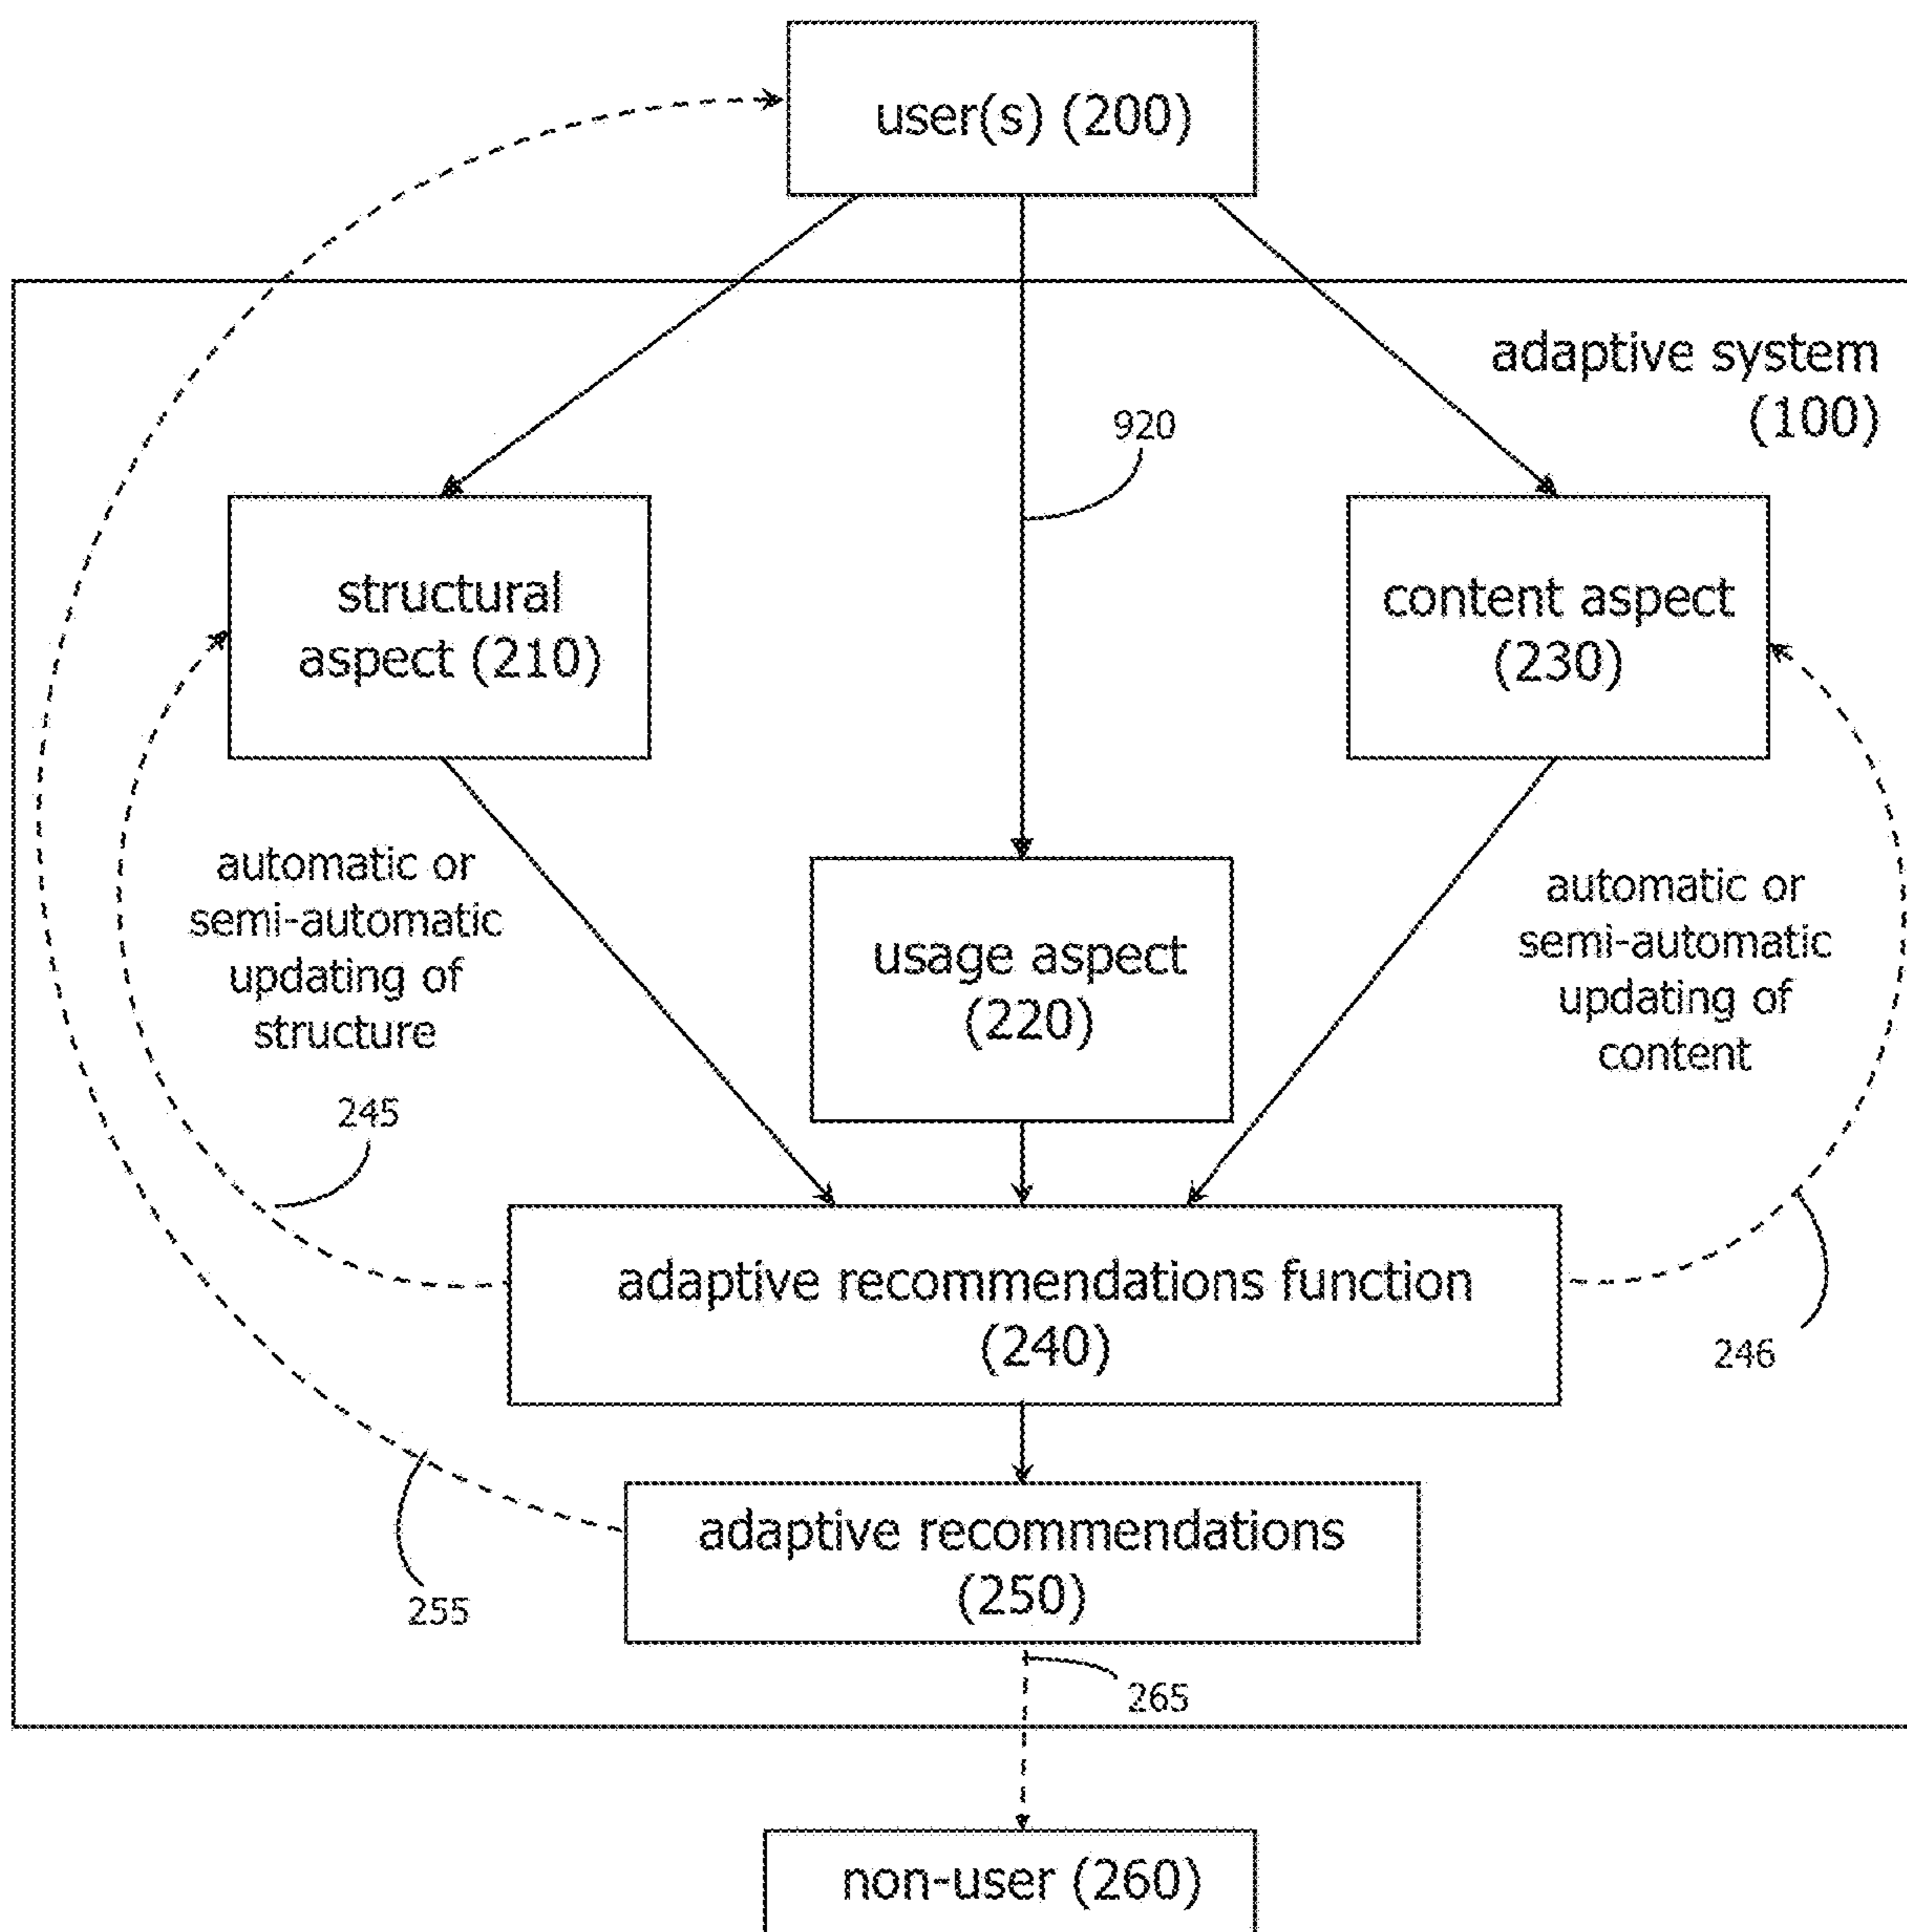 user(s) (200)
adaptive system
(100)
920
structural
aspect (210)
content aspect
(230)
automatic or
semi-automatic
updating of
structure
usage aspect
(220)
automatic or
semi-automatic
updating of
content
245
adaptive recommendations function
(240)
246
adaptive recommendations
(250)
255
265
non-user (260)